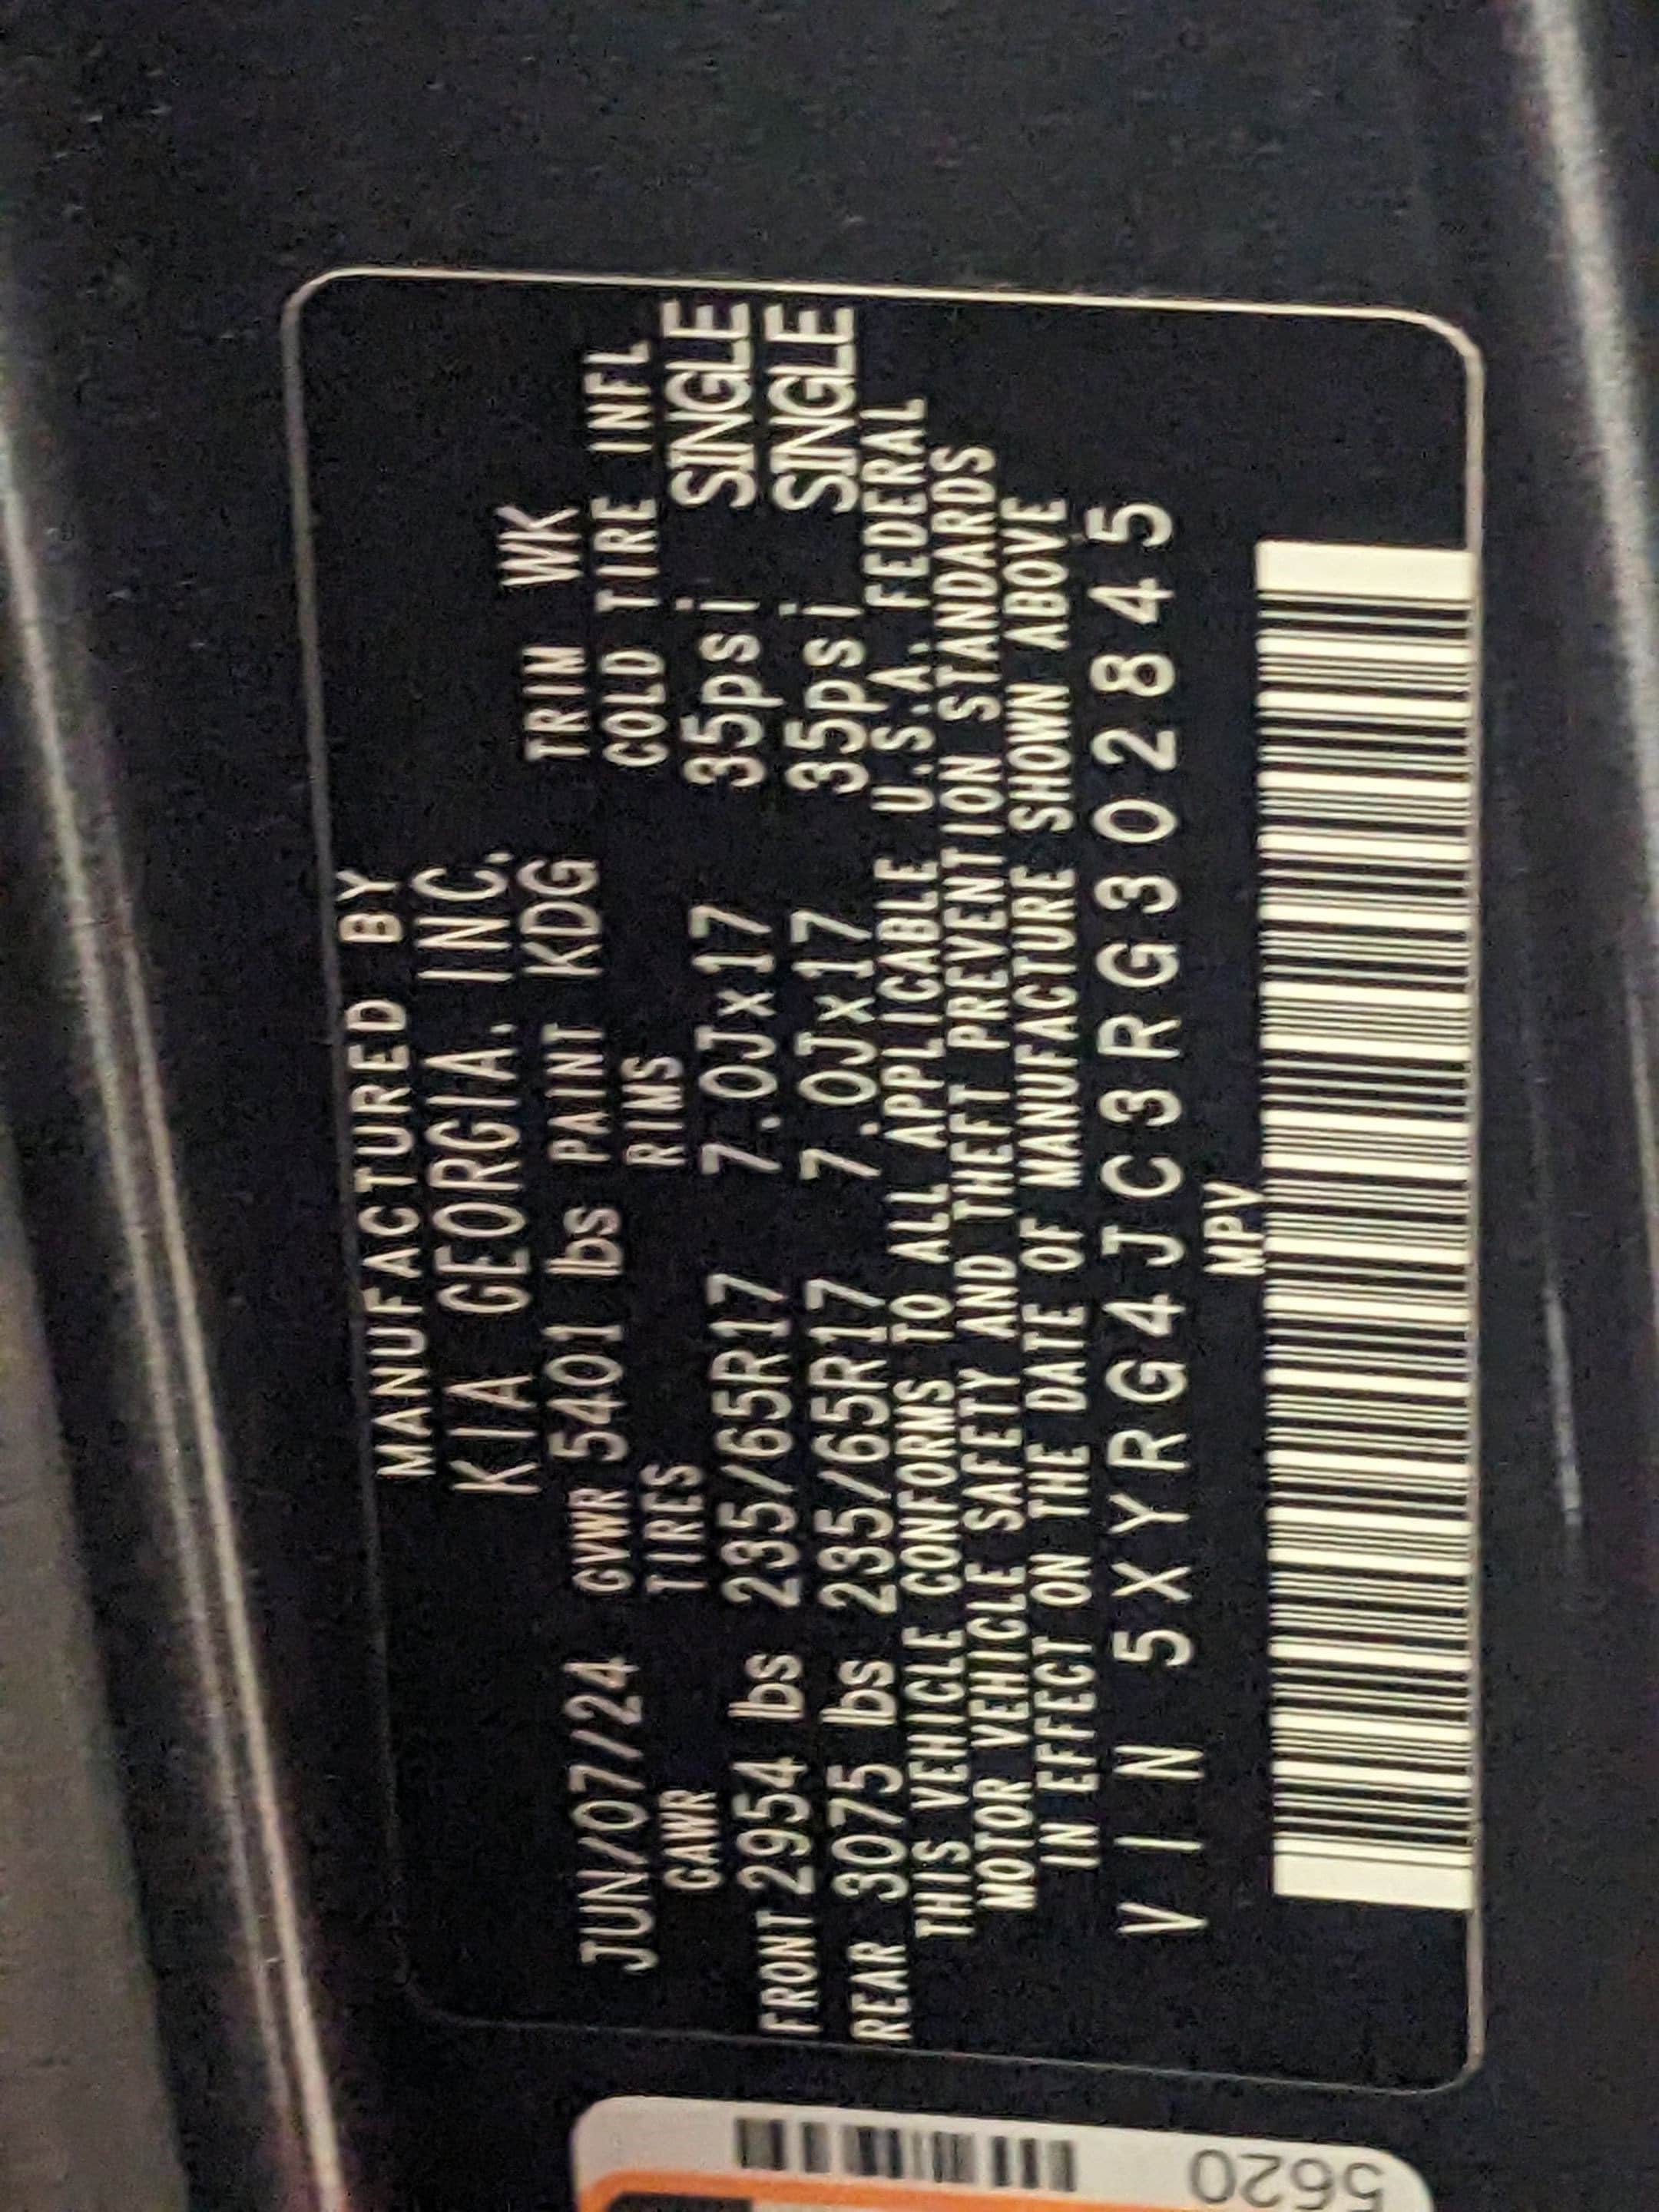 MANUFACTURED BY
KIA GEORGIA. INC.
JUN/07/24 GVWR 5401 lbs PAINT KDG TRIM WK
GAWR TIRES RIMS COLD TIRE INFL
FRONT 2954 lbs 235/65R17 7.0Jx17 35psi SINGLE
REAR 3075 lbs 235/65R17 7.0Jx17 35psi SINGLE
THIS VEHICLE CONFORMS TO ALL APPLICABLE U.S.A. FEDERAL
MOTOR VEHICLE SAFETY AND THEFT PREVENTION STANDARDS
IN EFFECT ON THE DATE OF MANUFACTURE SHOWN ABOVE
VIN 5XYRG4JC3RG302845
MPV
5620